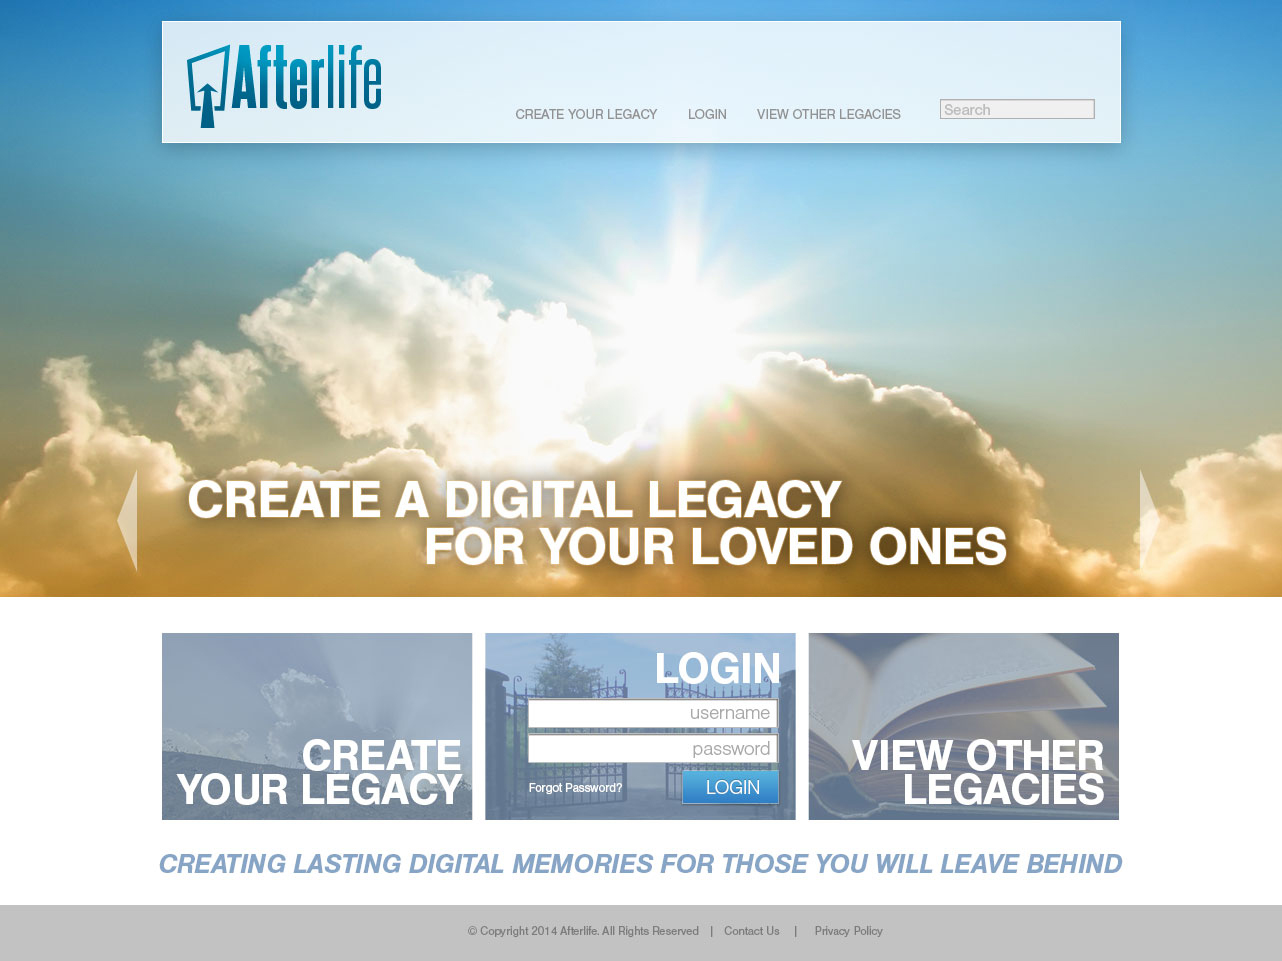 Afterlife
CREATE YOUR LEGACY
LOGIN
VIEW OTHER LEGACIES
Search
CREATE A DIGITAL LEGACY
FOR YOUR LOVED ONES
CREATE
YOUR LEGACY
LOGIN
username
password
Forgot Password?
LOGIN
VIEW OTHER
LEGACIES
CREATING LASTING DIGITAL MEMORIES FOR THOSE YOU WILL LEAVE BEHIND
© Copyright 2014 Afterlife. All Rights Reserved | Contact Us | Privacy Policy